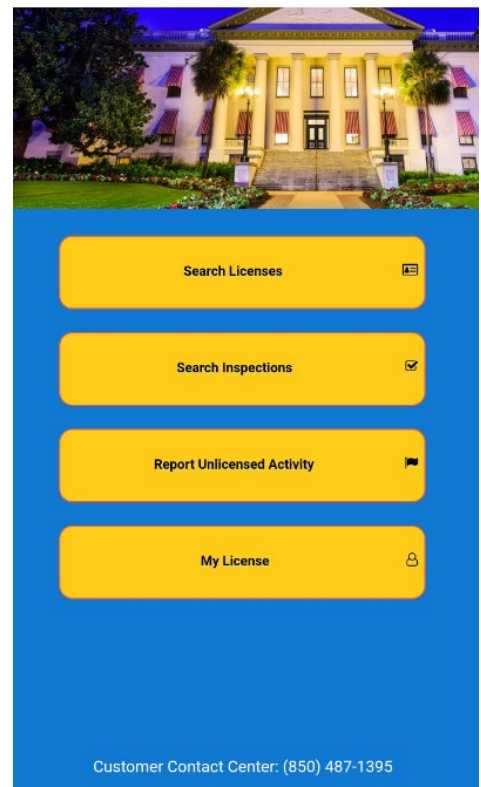 Search Licenses
Search Inspections
Report Unlicensed Activity
My License
Customer Contact Center: (850) 487-1395